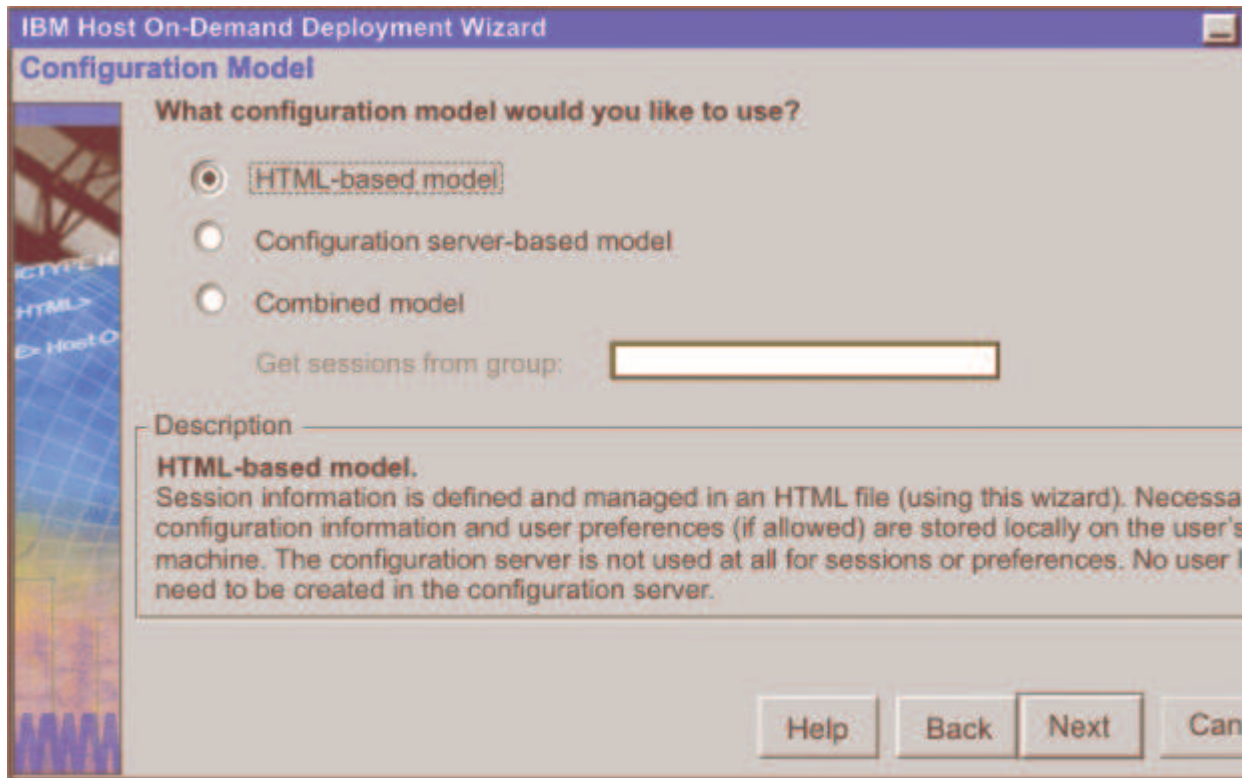 IBM Host On-Demand Deployment Wizard
Configuration Model
What configuration model would you like to use?
HTML-based model
Configuration server-based model
Combined model
Get sessions from group:
Description
HTML-based model.
Session information is defined and managed in an HTML file (using this wizard). Necessa
configuration information and user preferences (if allowed) are stored locally on the user's
machine. The configuration server is not used at all for sessions or preferences. No user
need to be created in the configuration server.
HTML>
Host O
Help
Back
Next
Can